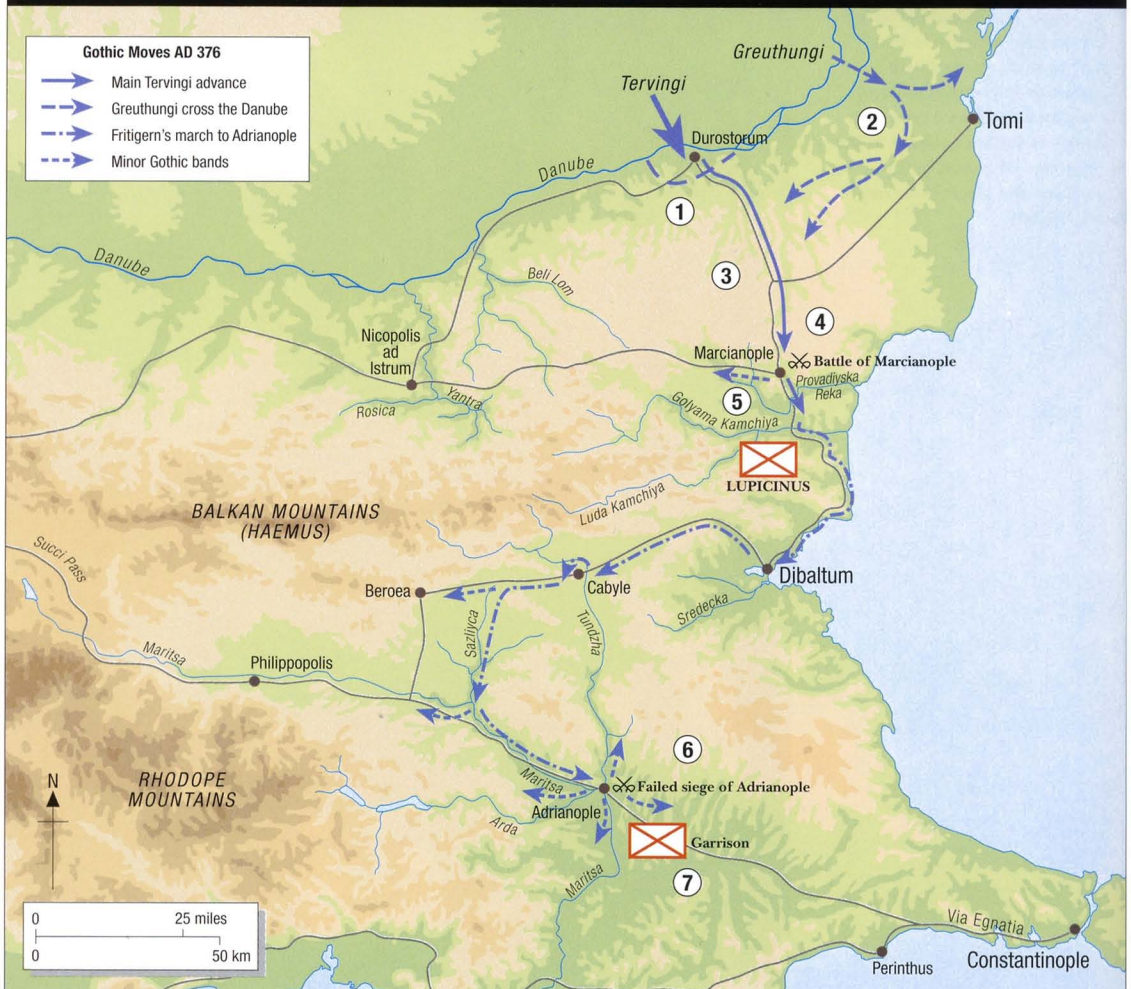 Gothic Moves AD 376
Main Tervingi advance
Greuthungi cross the Danube
Fritigern's march to Adrianople
Minor Gothic bands
Greuthungi
Tervingi
2
Tomi
Durostorum
Danube
1
Danube
Beli Lom
3
4
Nicopolis
ad
Istrum
Marcianople
Battle of Marcianople
Provadiyska
Reka
Rosica
Yantra
5
Golyama Kamchiya
LUPICINUS
Luda Kamchiya
BALKAN MOUNTAINS
(HAEMUS)
Succi Pass
Beroea
Cabyle
Dibaltum
Sredecka
Sazliyca
Tundzha
Maritsa
Philippopolis
6
RHODOPE
MOUNTAINS
N
Maritsa
Failed siege of Adrianople
Adrianople
Arda
Garrison
7
Maritsa
0
25 miles
0
50 km
Via Egnatia
Constantinople
Perinthus